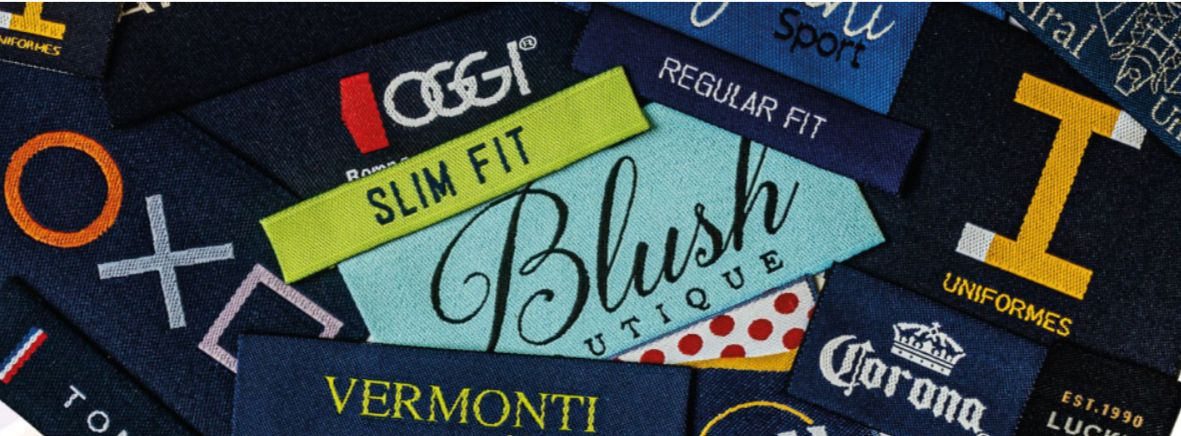 UNIFORMES
OGGI®
SLIM FIT
Sport
REGULAR FIT
Blush
UTIQUE
I
UNIFORMES
VERMONTI
Corona
EST.1990